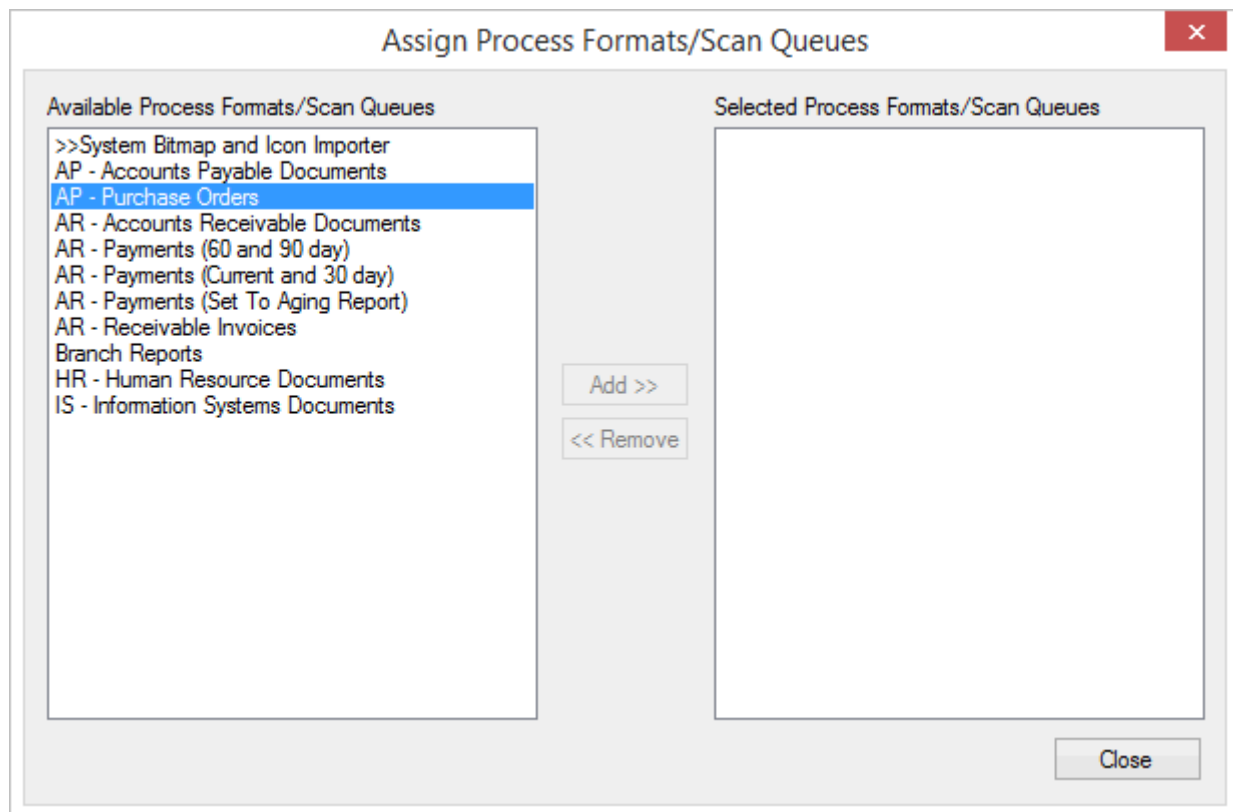 Assign Process Formats/Scan Queues
Available Process Formats/Scan Queues
>>System Bitmap and Icon Importer
AP - Accounts Payable Documents
AP - Purchase Orders
AR - Accounts Receivable Documents
AR - Payments (60 and 90 day)
AR - Payments (Current and 30 day)
AR - Payments (Set To Aging Report)
AR - Receivable Invoices
Branch Reports
HR - Human Resource Documents
IS - Information Systems Documents
Add >>
<< Remove
Selected Process Formats/Scan Queues
Close